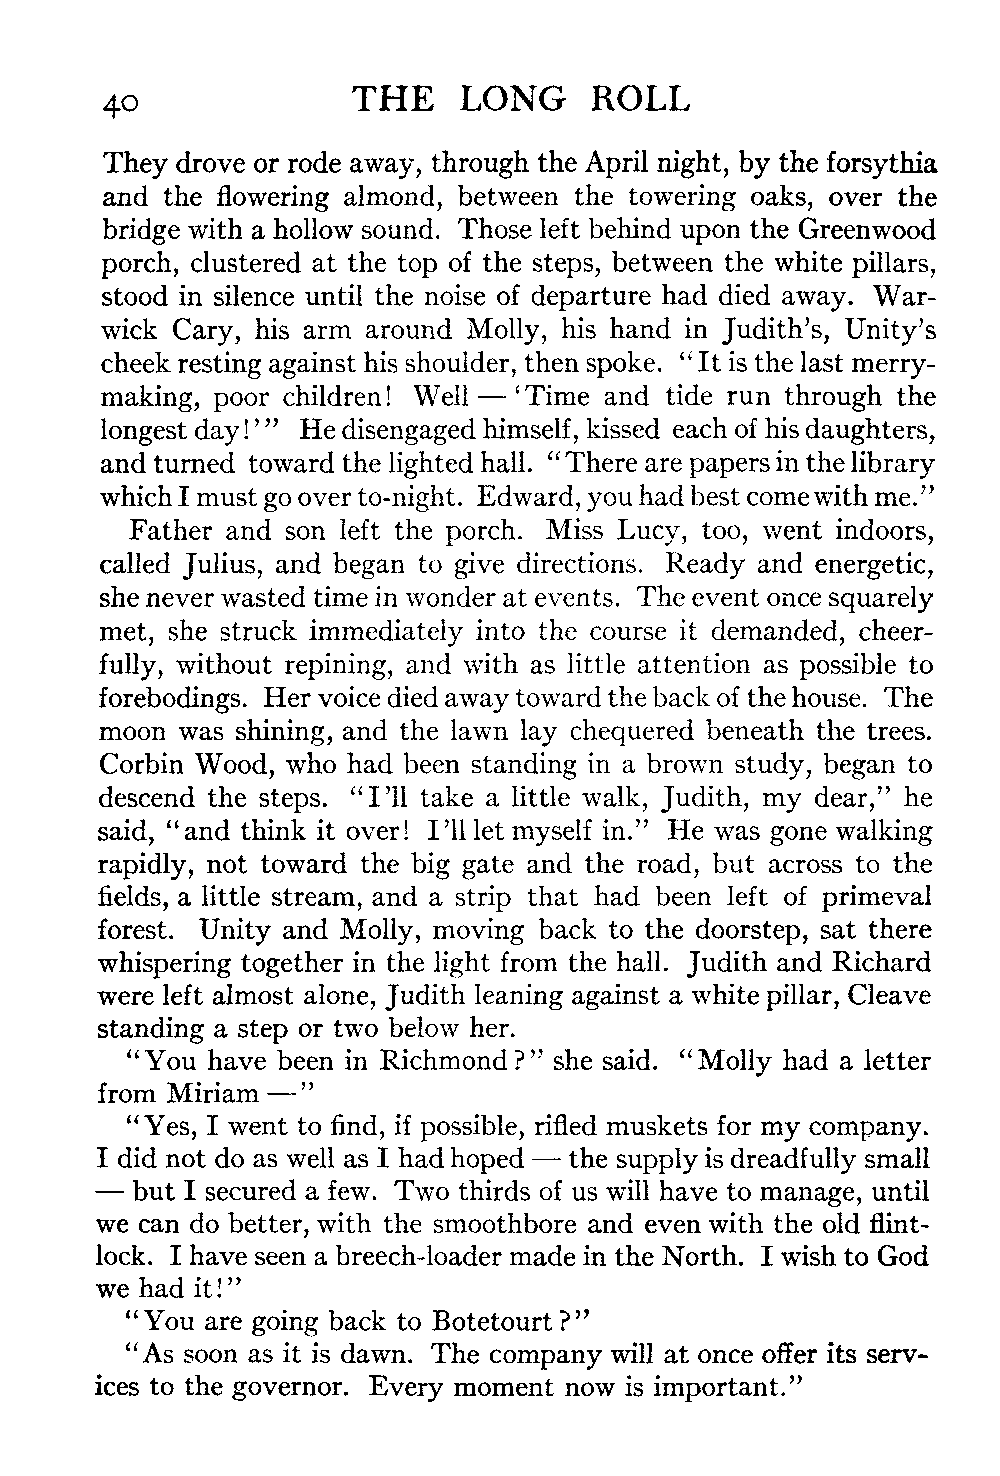 40 THE LONG ROLL
They drove or rode away, through the April night, by the forsythia
and the flowering almond, between the towering oaks, over the
bridge with a hollow sound. Those left behind upon the Greenwood
porch, clustered at the top of the steps, between the white pillars,
stood in silence until the noise of departure had died away. War-
wick Cary, his arm around Molly, his hand in Judith's, Unity's
cheek resting against his shoulder, then spoke. "It is the last merry-
making, poor children! Well — 'Time and tide run through the
longest day!'" He disengaged himself, kissed each of his daughters,
and turned toward the lighted hall. "There are papers in the library
which I must go over to-night. Edward, you had best come with me."
Father and son left the porch. Miss Lucy, too, went indoors,
called Julius, and began to give directions. Ready and energetic,
she never wasted time in wonder at events. The event once squarely
met, she struck immediately into the course it demanded, cheer-
fully, without repining, and with as little attention as possible to
forebodings. Her voice died away toward the back of the house. The
moon was shining, and the lawn lay chequered beneath the trees.
Corbin Wood, who had been standing in a brown study, began to
descend the steps. "I'll take a little walk, Judith, my dear," he
said, "and think it over! I'll let myself in." He was gone walking
rapidly, not toward the big gate and the road, but across to the
fields, a little stream, and a strip that had been left of primeval
forest. Unity and Molly, moving back to the doorstep, sat there
whispering together in the light from the hall. Judith and Richard
were left almost alone, Judith leaning against a white pillar, Cleave
standing a step or two below her.
"You have been in Richmond?" she said. "Molly had a letter
from Miriam —"
"Yes, I went to find, if possible, rifled muskets for my company.
I did not do as well as I had hoped — the supply is dreadfully small
— but I secured a few. Two thirds of us will have to manage, until
we can do better, with the smoothbore and even with the old flint-
lock. I have seen a breech-loader made in the North. I wish to God
we had it!"
"You are going back to Botetourt?"
"As soon as it is dawn. The company will at once offer its serv-
ices to the governor. Every moment now is important."